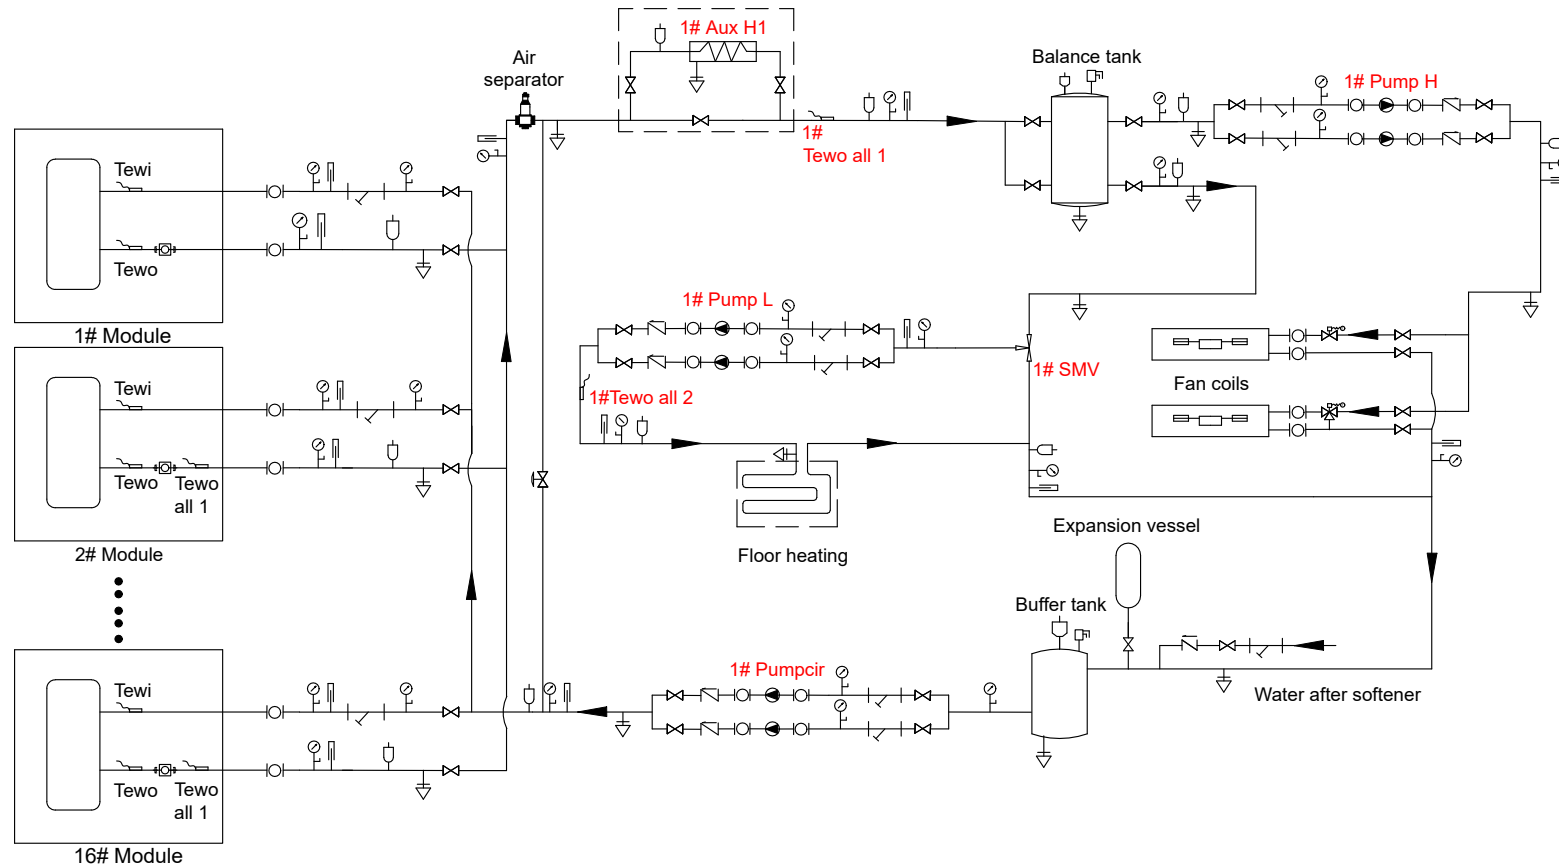 1# Aux H1
Air
separator
Balance tank
1# Pump H
1#
Tewo all 1
Tewi
Tewo
1# Module
1# Pump L
1# SMV
1#Tewo all 2
Fan coils
Tewi
Tewo
Tewo
all 1
2# Module
Floor heating
Expansion vessel
Buffer tank
1# Pumpcir
Water after softener
Tewi
Tewo
Tewo
all 1
16# Module